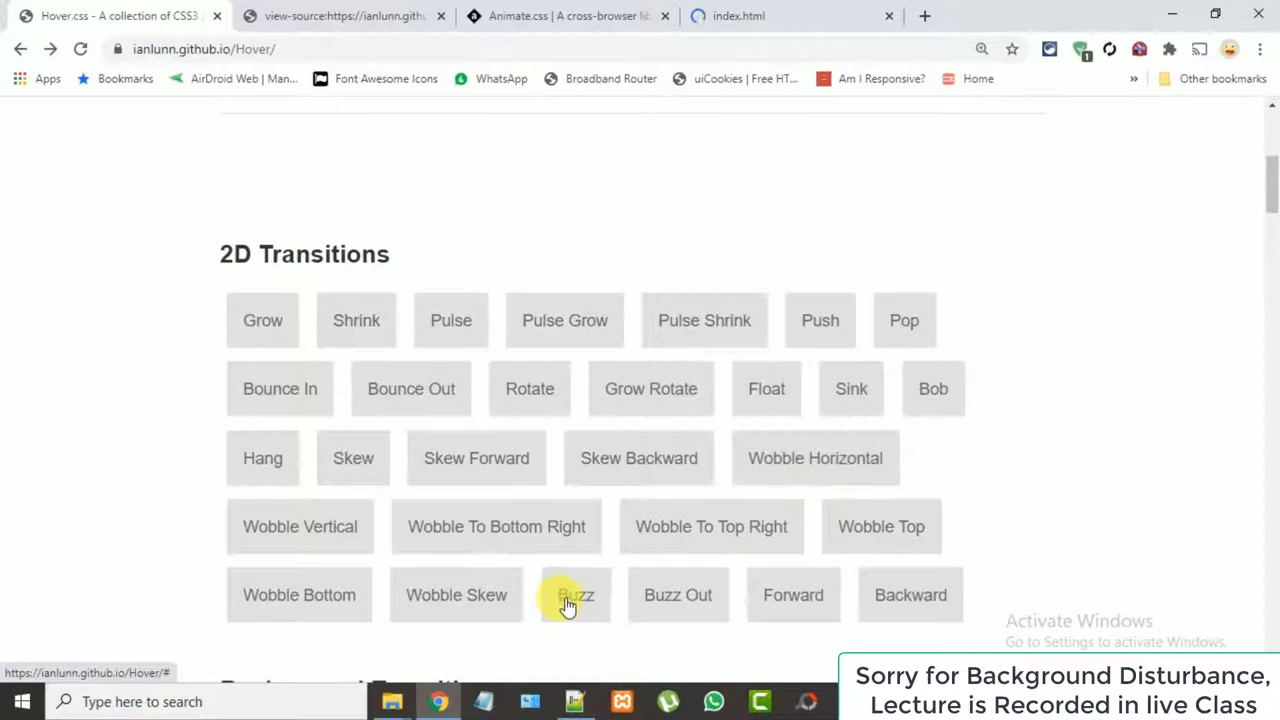 Hover.css - A collection of CSS3
view-source:https://ianlunn.githu
Animate.css | A cross-browser lib
index.html
ianlunn.github.io/Hover/
1
Apps
Bookmarks
AirDroid Web | Man...
Font Awesome Icons
WhatsApp
Broadband Router
uiCookies | Free HT...
Am I Responsive?
Home
»
Other bookmarks
2D Transitions
Grow Shrink Pulse Pulse Grow Pulse Shrink Push Pop
Bounce In Bounce Out Rotate Grow Rotate Float Sink Bob
Hang Skew Skew Forward Skew Backward Wobble Horizontal
Wobble Vertical Wobble To Bottom Right Wobble To Top Right Wobble Top
Wobble Bottom Wobble Skew Buzz Buzz Out Forward Backward
Activate Windows
Go to Settings to activate Windows.
https://ianlunn.github.io/Hover/#
Type here to search
Sorry for Background Disturbance,
Lecture is Recorded in live Class